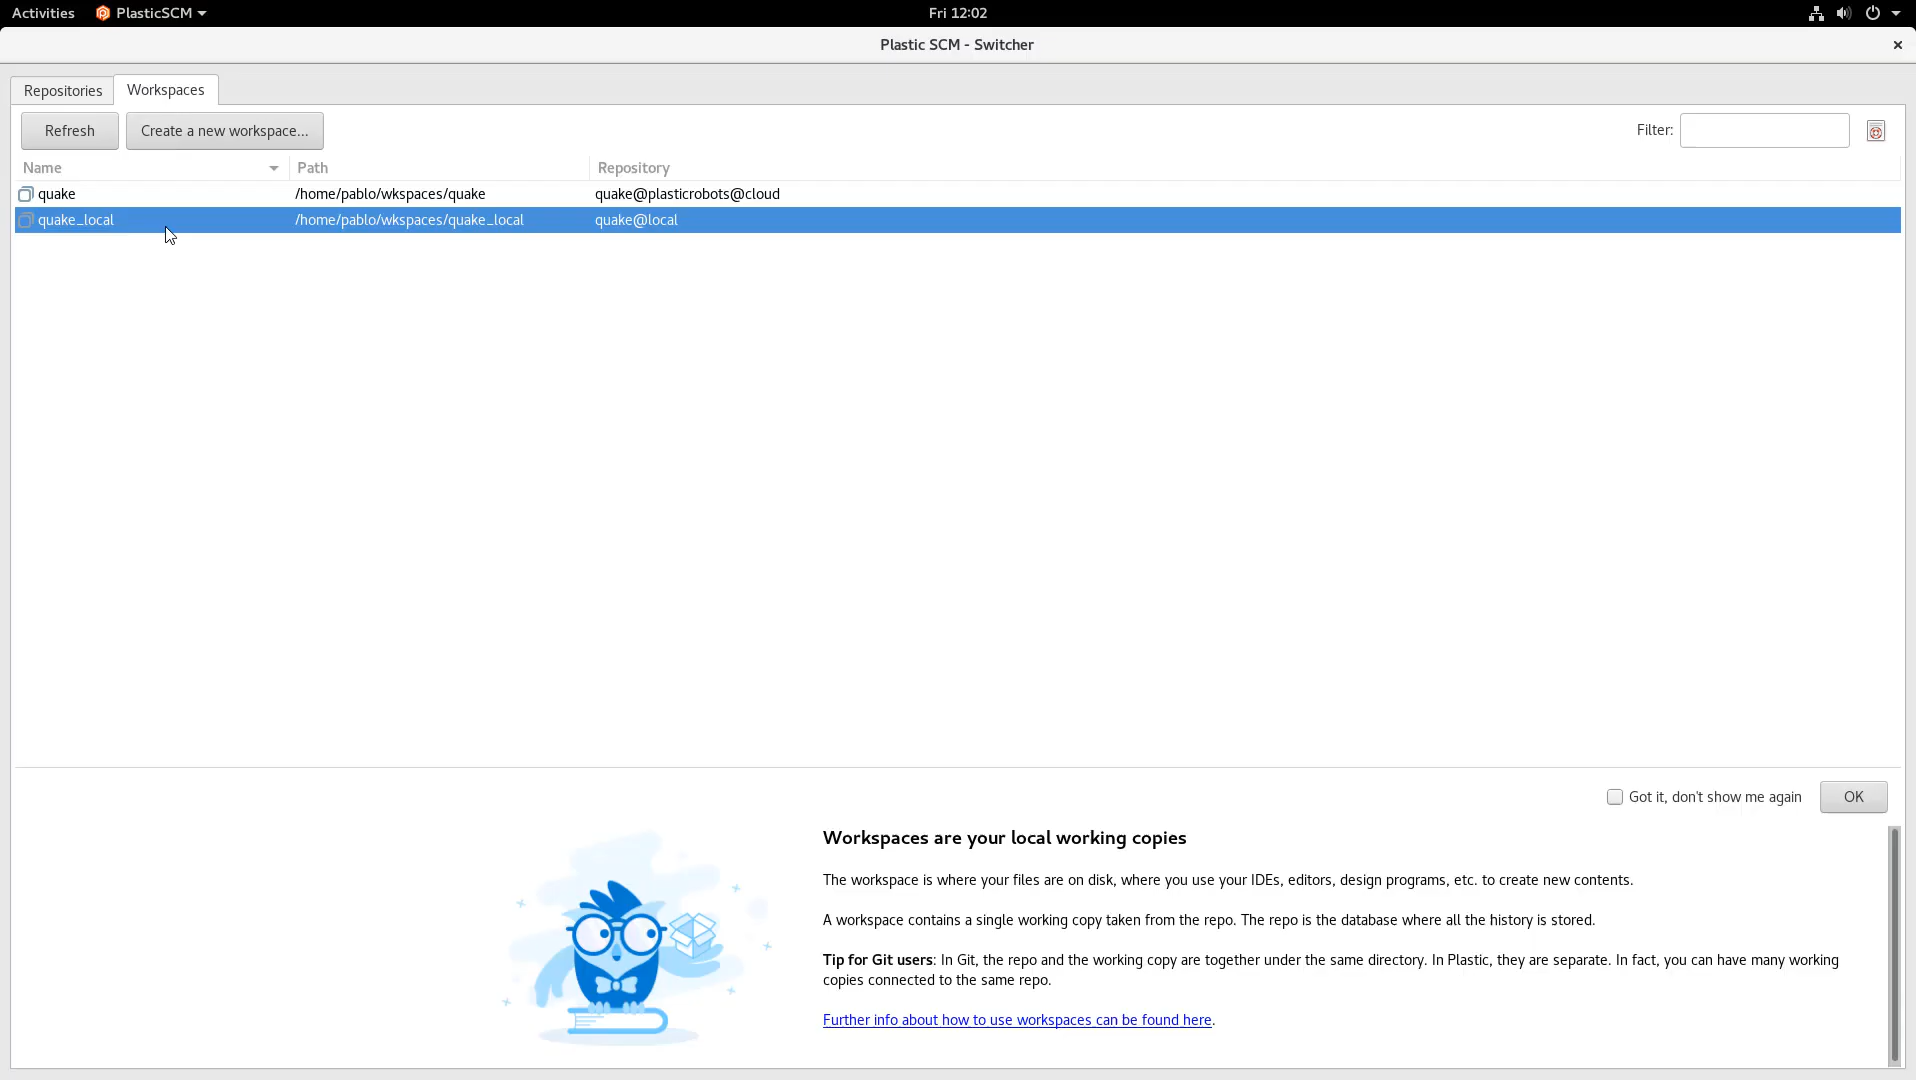 Activities PlasticSCM Fri 12:02
Plastic SCM - Switcher
Repositories Workspaces
Refresh Create a new workspace... Filter:
Name Path Repository
quake /home/pablo/wkspaces/quake quake@plasticrobots@cloud
quake_local /home/pablo/wkspaces/quake_local quake@local
Got it, don't show me again OK
Workspaces are your local working copies
The workspace is where your files are on disk, where you use your IDEs, editors, design programs, etc. to create new contents.
A workspace contains a single working copy taken from the repo. The repo is the database where all the history is stored.
Tip for Git users: In Git, the repo and the working copy are together under the same directory. In Plastic, they are separate. In fact, you can have many working
copies connected to the same repo.
Further info about how to use workspaces can be found here.